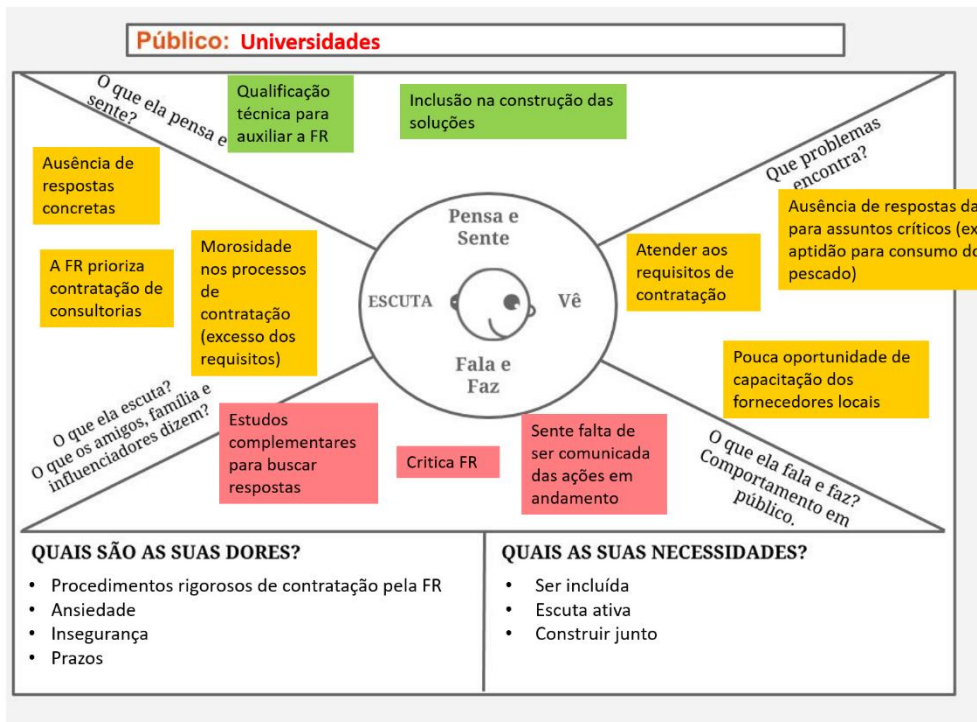 Público: Universidades
O que ela pensa e
sente?
Qualificação
técnica para
auxiliar a FR
Inclusão na construção das
soluções
Ausência de
respostas
concretas
A FR prioriza
contratação de
consultorias
Morosidade
nos processos
de
contratação
(excesso dos
requisitos)
O que ela escuta?
O que os amigos, família e
influenciadores dizem?
Pensa e
Sente
ESCUTA
Vê
Fala e
Faz
Que problemas
encontra?
Atender aos
requisitos de
contratação
Ausência de respostas da
para assuntos críticos (ex
aptidão para consumo do
pescado)
Pouca oportunidade de
capacitação dos
fornecedores locais
Estudos
complementares
para buscar
respostas
Critica FR
Sente falta de
ser comunicada
das ações em
andamento
O que ela fala e faz?
Comportamento em
público.
QUAIS SÃO AS SUAS DORES?
• Procedimentos rigorosos de contratação pela FR
• Ansiedade
• Insegurança
• Prazos
QUAIS AS SUAS NECESSIDADES?
• Ser incluída
• Escuta ativa
• Construir junto